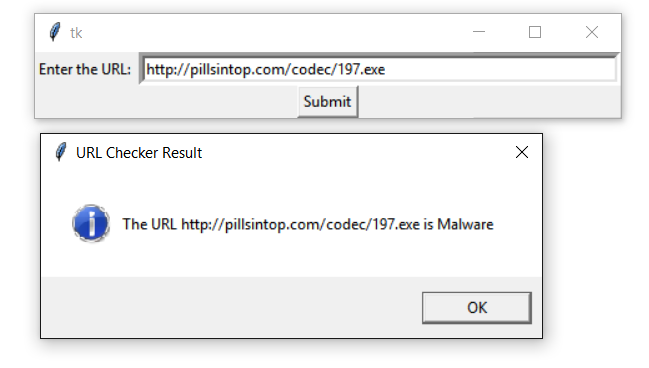 tk
Enter the URL: http://pillsintop.com/codec/197.exe
Submit
URL Checker Result
The URL http://pillsintop.com/codec/197.exe is Malware
OK